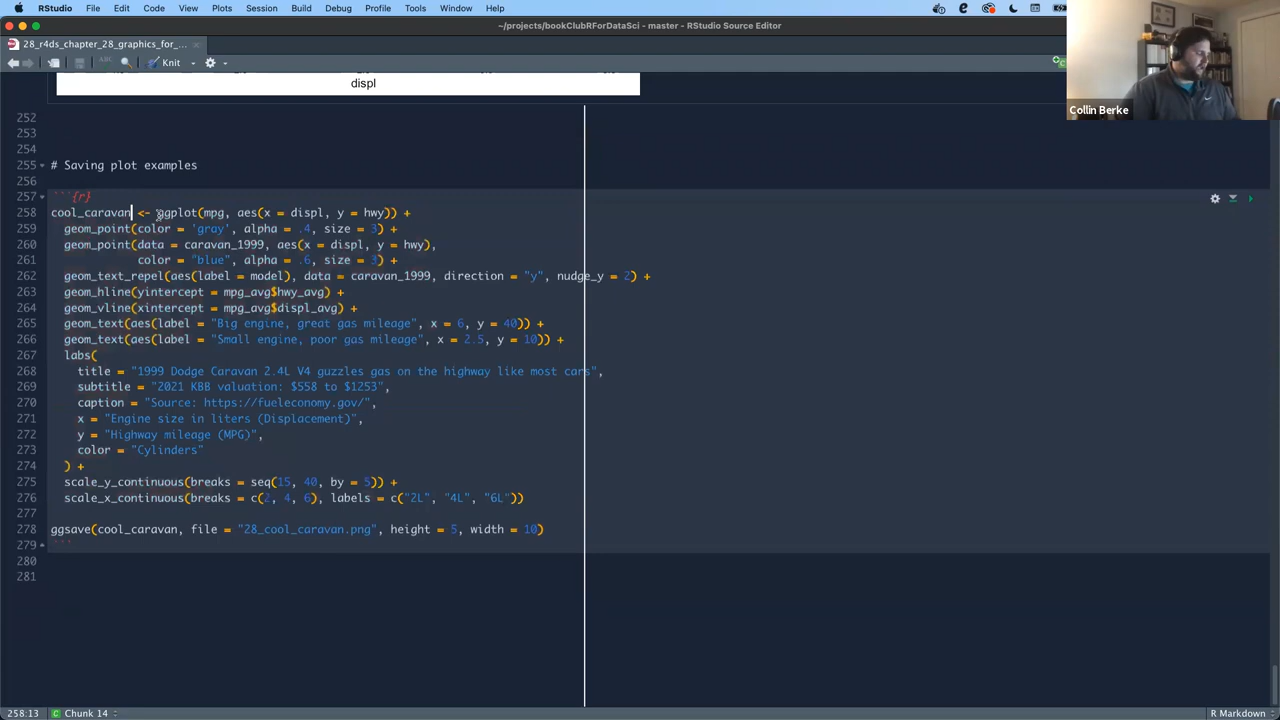 RStudio File Edit Code View Plots Session Build Debug Profile Tools Window Help
~/projects/bookClubRForDataSci - master - RStudio Source Editor
28_r4ds_chapter_28_graphics_for_...
Knit
Collin Berke
displ
252
253
254
255 # Saving plot examples
256
257 ```{r}
258 cool_caravan <- ggplot(mpg, aes(x = displ, y = hwy)) +
259 geom_point(color = 'gray', alpha = .4, size = 3) +
260 geom_point(data = caravan_1999, aes(x = displ, y = hwy),
261 color = "blue", alpha = .6, size = 3) +
262 geom_text_repel(aes(label = model), data = caravan_1999, direction = "y", nudge_y = 2) +
263 geom_hline(yintercept = mpg_avg$hwy_avg) +
264 geom_vline(xintercept = mpg_avg$displ_avg) +
265 geom_text(aes(label = "Big engine, great gas mileage", x = 6, y = 40)) +
266 geom_text(aes(label = "Small engine, poor gas mileage", x = 2.5, y = 10)) +
267 labs(
268 title = "1999 Dodge Caravan 2.4L V4 guzzles gas on the highway like most cars",
269 subtitle = "2021 KBB valuation: $558 to $1253",
270 caption = "Source: https://fueleconomy.gov/",
271 x = "Engine size in liters (Displacement)",
272 y = "Highway mileage (MPG)",
273 color = "Cylinders"
274 ) +
275 scale_y_continuous(breaks = seq(15, 40, by = 5)) +
276 scale_x_continuous(breaks = c(2, 4, 6), labels = c("2L", "4L", "6L"))
277
278 ggsave(cool_caravan, file = "28_cool_caravan.png", height = 5, width = 10)
279 ```
280
281
258:13 Chunk 14 R Markdown